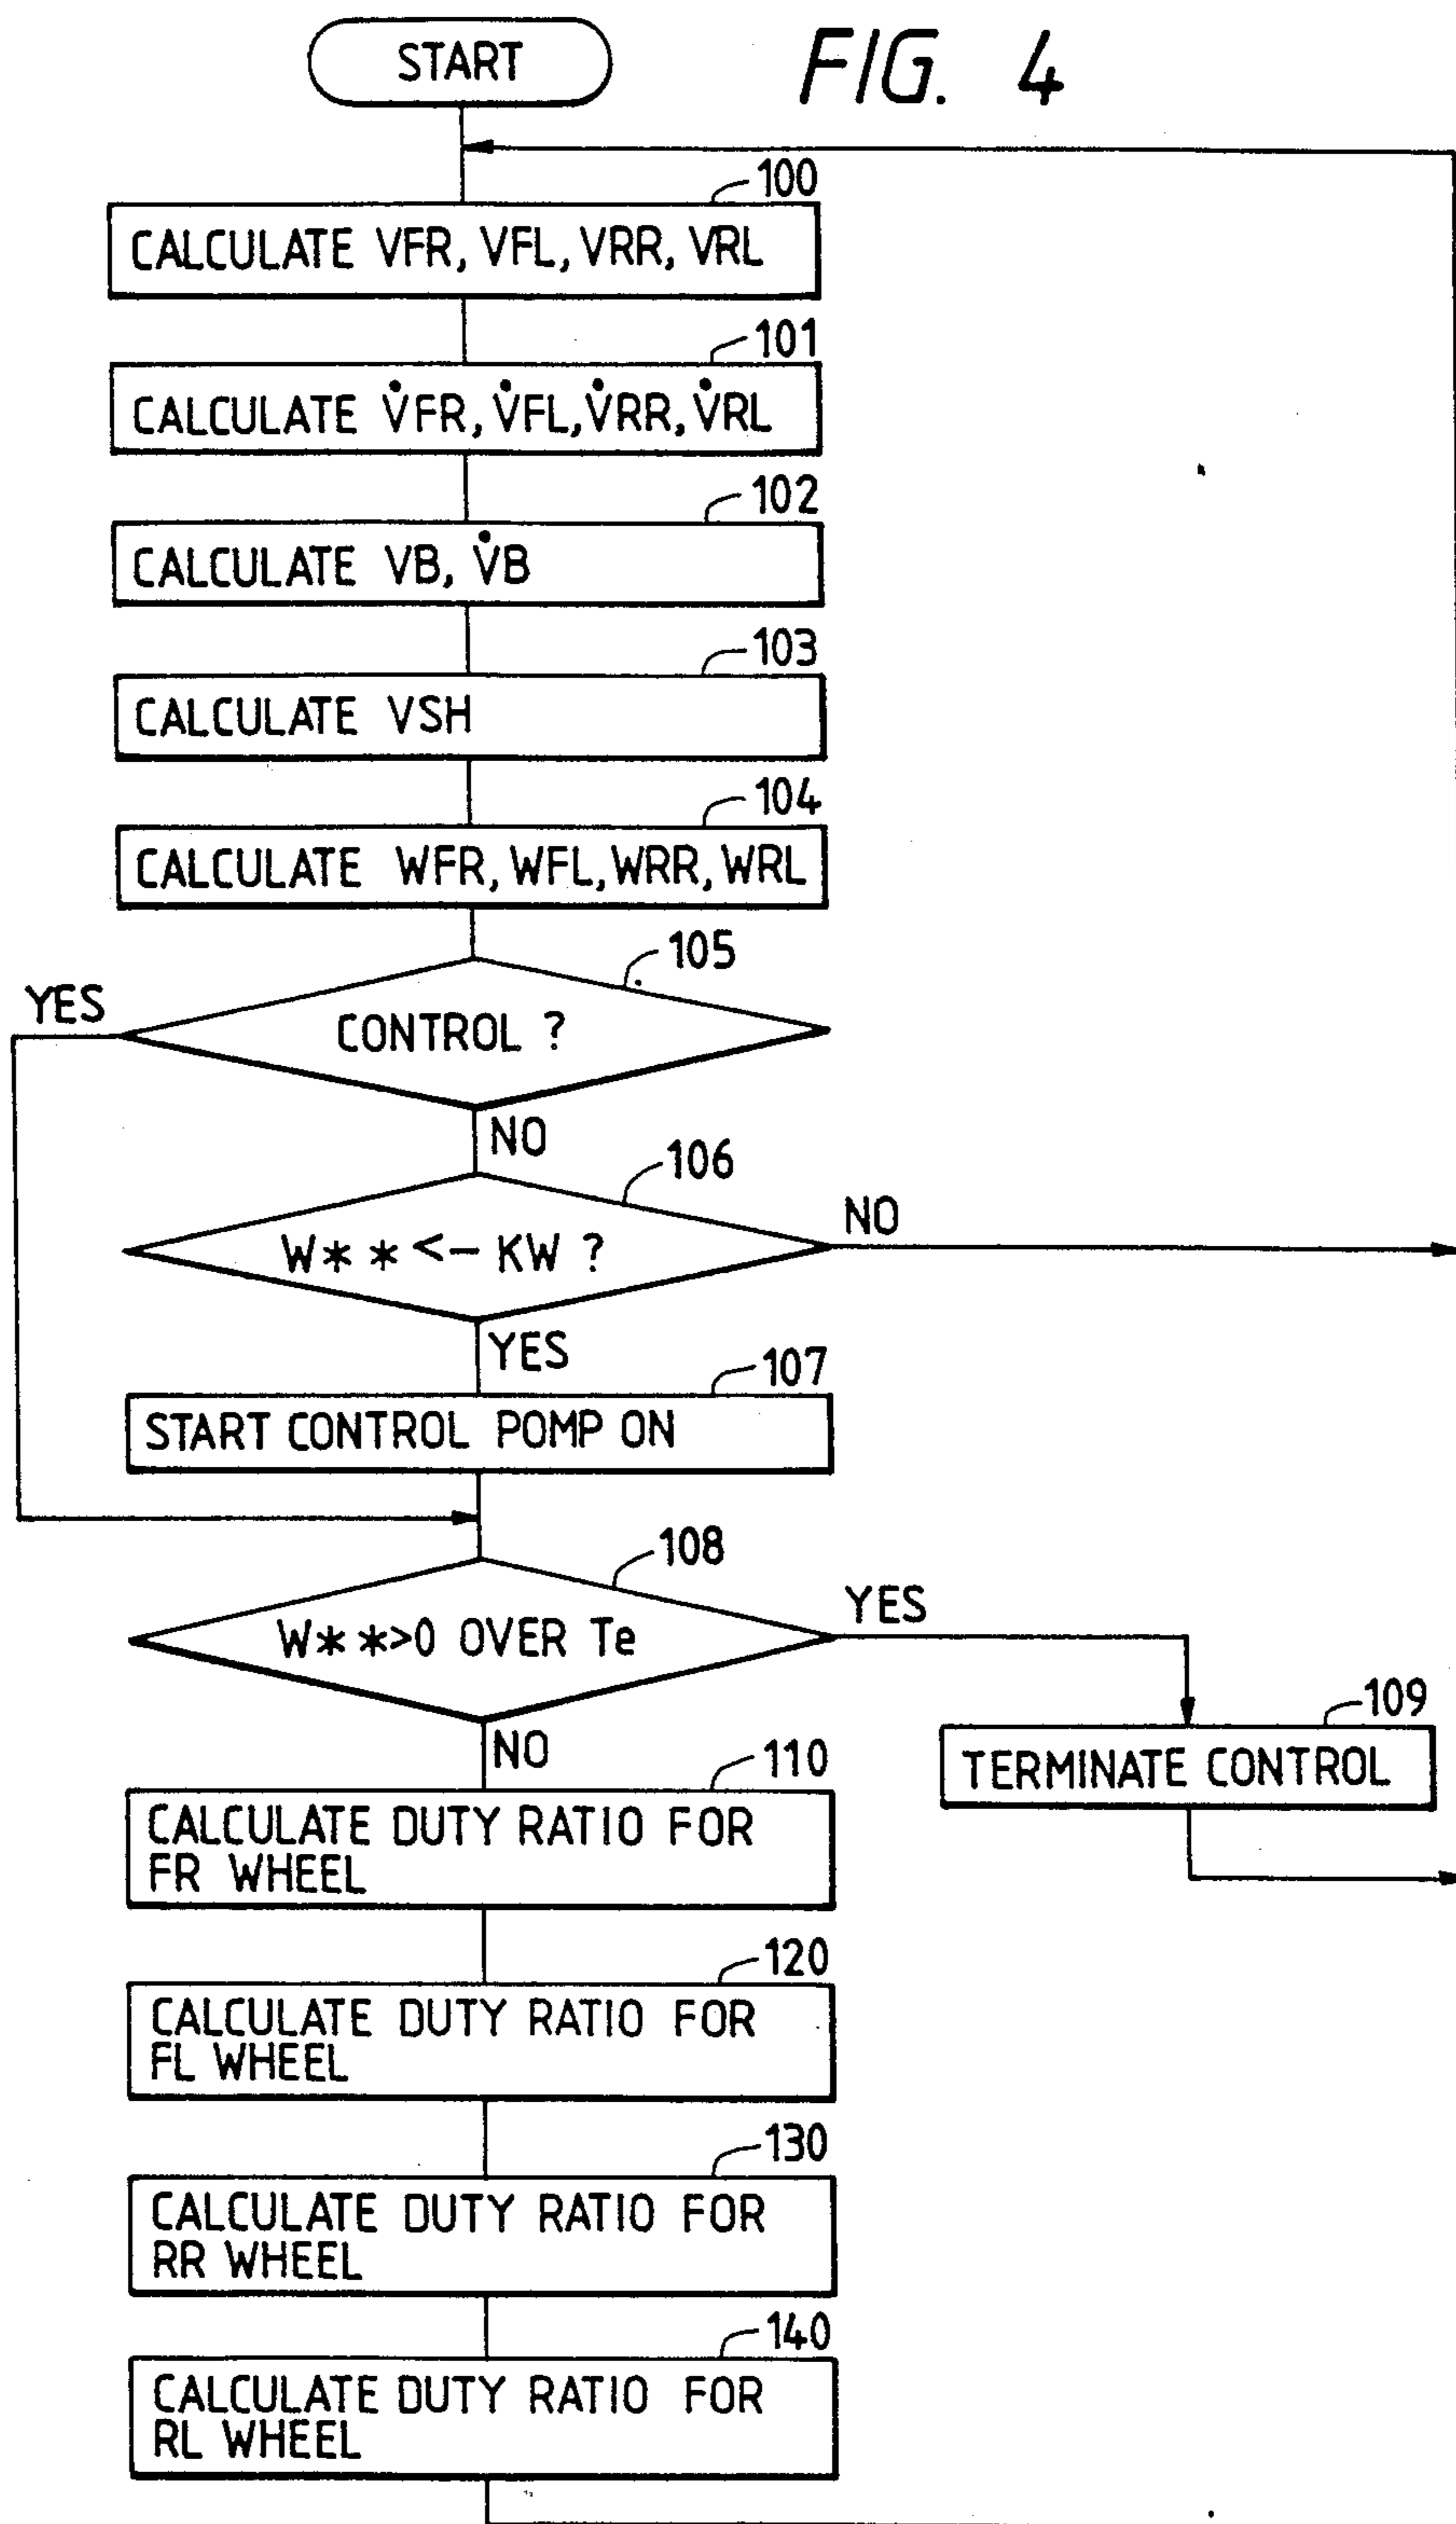 START
FIG. 4
100
CALCULATE VFR, VFL, VRR, VRL
101
CALCULATE V̇FR, V̇FL, V̇RR, V̇RL
102
CALCULATE VB, V̇B
103
CALCULATE VSH
104
CALCULATE WFR, WFL, WRR, WRL
105
YES
CONTROL ?
NO
106
W** <- KW ?
NO
YES
107
START CONTROL POMP ON
108
W**>0 OVER Te
YES
NO
109
TERMINATE CONTROL
110
CALCULATE DUTY RATIO FOR
FR WHEEL
120
CALCULATE DUTY RATIO FOR
FL WHEEL
130
CALCULATE DUTY RATIO FOR
RR WHEEL
140
CALCULATE DUTY RATIO FOR
RL WHEEL